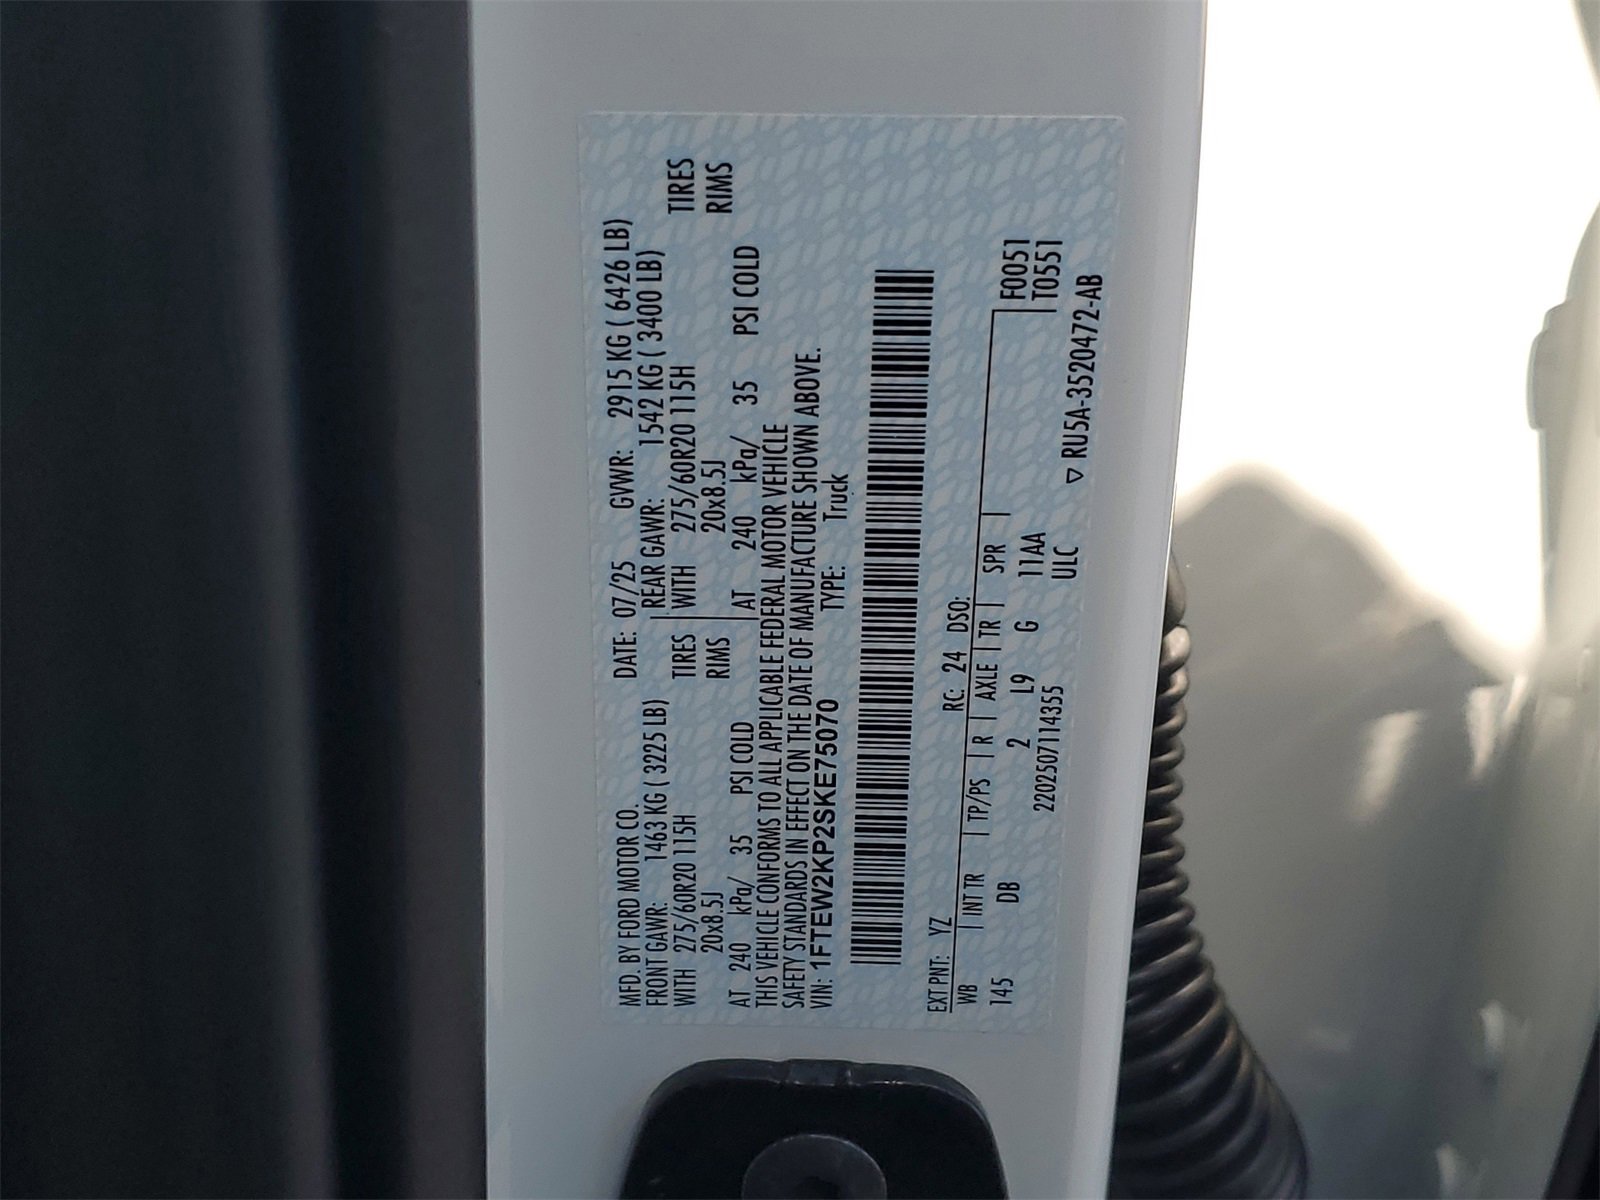 MFD. BY FORD MOTOR CO.
DATE: 07/25 GVWR: 2915 KG ( 6426 LB)
FRONT GAWR: 1463 KG ( 3225 LB) REAR GAWR: 1542 KG ( 3400 LB)
WITH 275/60R20 115H TIRES WITH 275/60R20 115H TIRES
20x8.5J RIMS 20x8.5J RIMS
AT 240 kPa/ 35 PSI COLD AT 240 kPa/ 35 PSI COLD
THIS VEHICLE CONFORMS TO ALL APPLICABLE FEDERAL MOTOR VEHICLE
SAFETY STANDARDS IN EFFECT ON THE DATE OF MANUFACTURE SHOWN ABOVE.
VIN: 1FTEW2KP2SKE75070 TYPE: Truck
EXT PNT: YZ RC: 24 DSO:
WB INT TR TP/PS R AXLE TR SPR F0051
145 DB 2 L9 G 11AA T0551
220250711435​5 ULC ▽ RU5A-3520472-AB